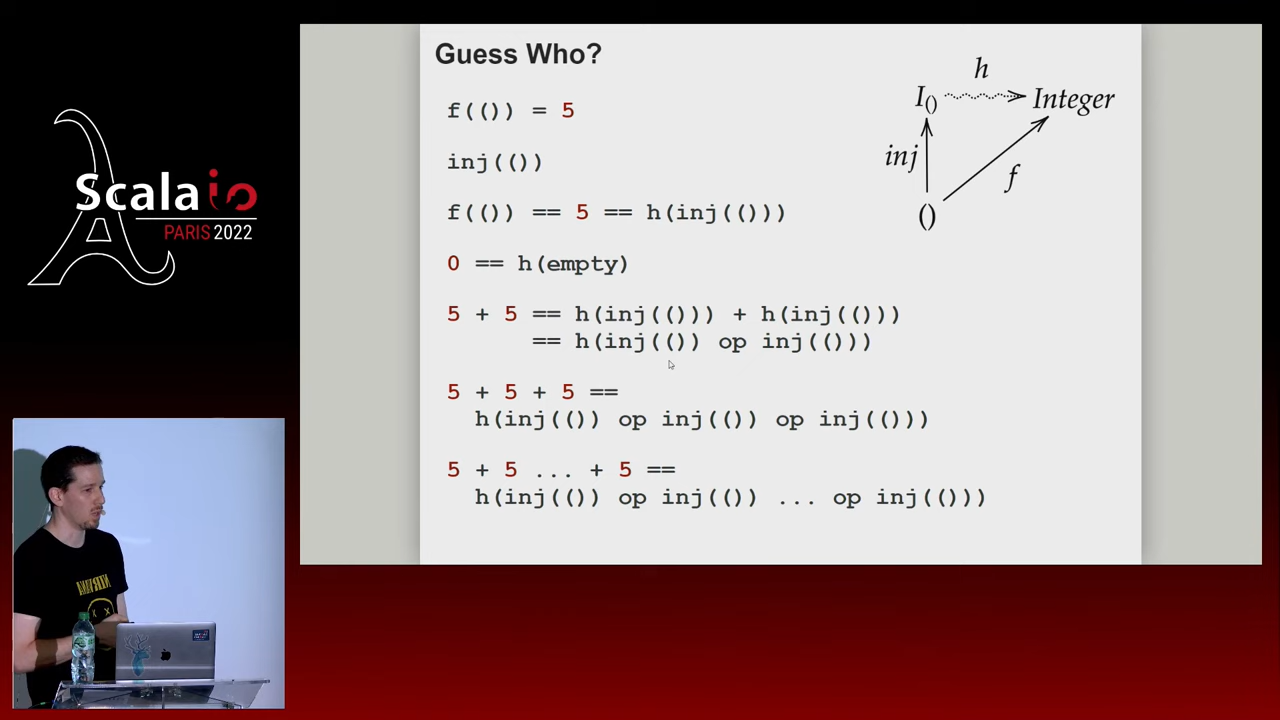 Guess Who?
f(()) = 5
inj(())
f(()) == 5 == h(inj(()))
0 == h(empty)
5 + 5 == h(inj(())) + h(inj(()))
== h(inj(()) op inj(()))
5 + 5 + 5 ==
h(inj(()) op inj(()) op inj(()))
5 + 5 ... + 5 ==
h(inj(()) op inj(()) ... op inj(()))
h
I()
Integer
inj
f
()
Scala io
PARIS 2022